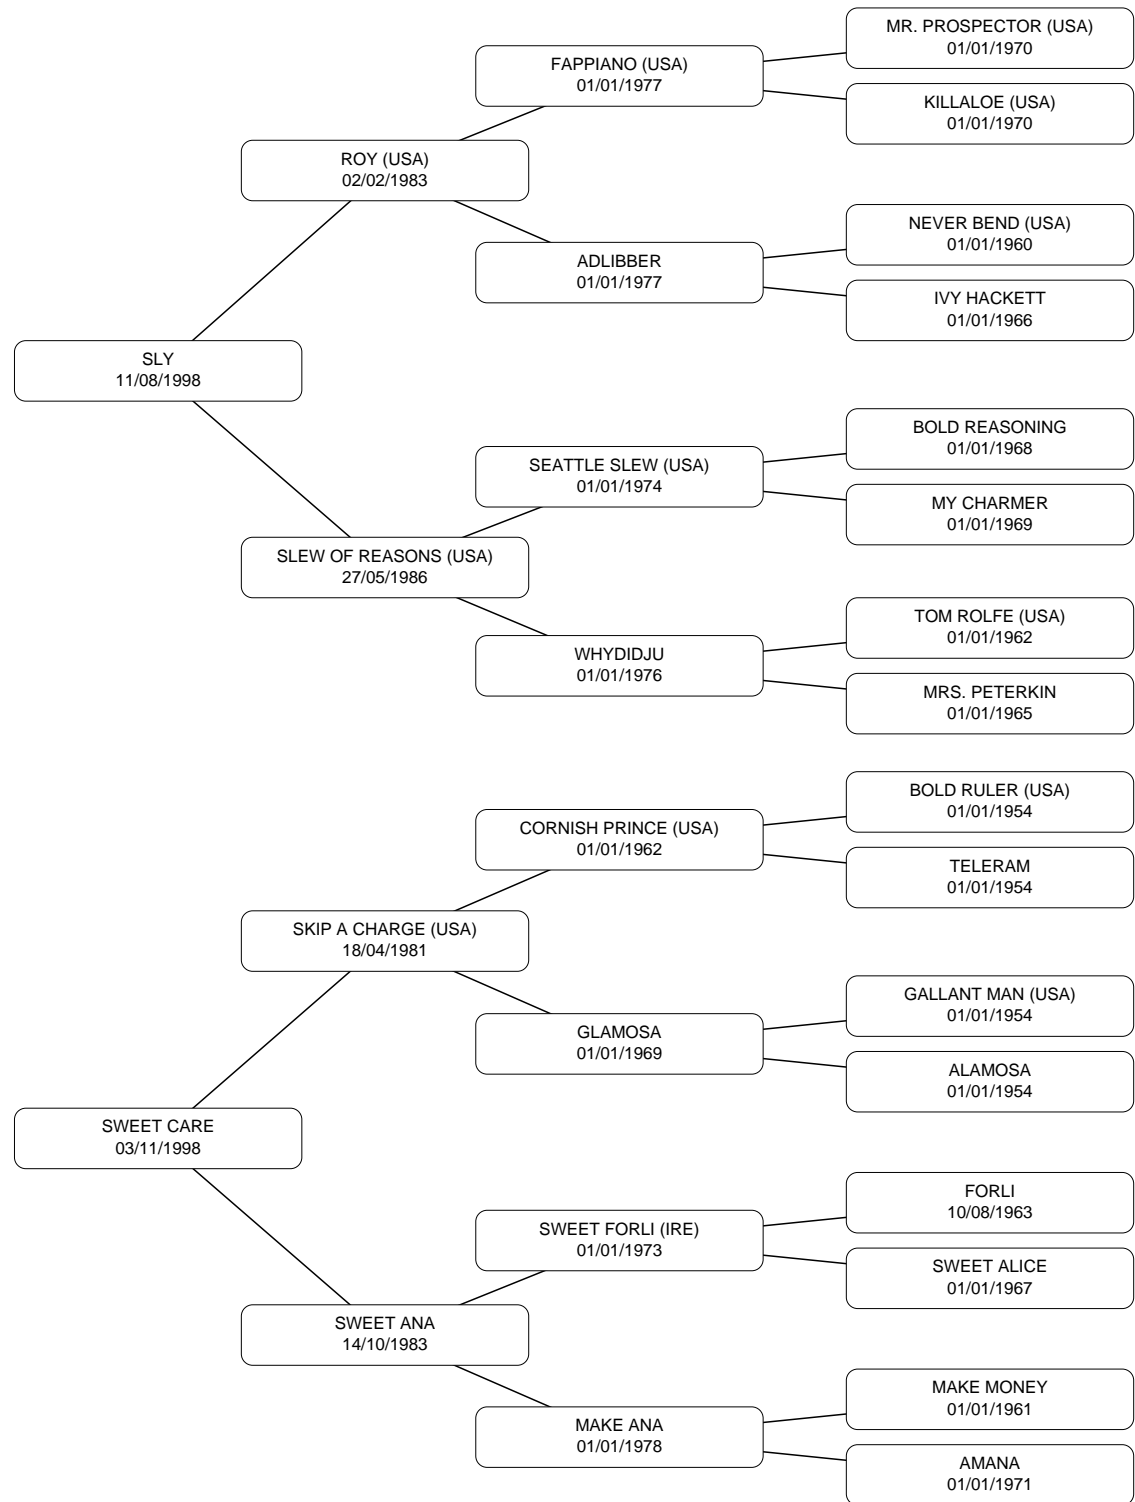 MR. PROSPECTOR (USA)
01/01/1970
FAPPIANO (USA)
01/01/1977
KILLALOE (USA)
01/01/1970
ROY (USA)
02/02/1983
NEVER BEND (USA)
01/01/1960
ADLIBBER
01/01/1977
IVY HACKETT
01/01/1966
SLY
11/08/1998
BOLD REASONING
01/01/1968
SEATTLE SLEW (USA)
01/01/1974
MY CHARMER
01/01/1969
SLEW OF REASONS (USA)
27/05/1986
TOM ROLFE (USA)
01/01/1962
WHYDIDJU
01/01/1976
MRS. PETERKIN
01/01/1965
BOLD RULER (USA)
01/01/1954
CORNISH PRINCE (USA)
01/01/1962
TELERAM
01/01/1954
SKIP A CHARGE (USA)
18/04/1981
GALLANT MAN (USA)
01/01/1954
GLAMOSA
01/01/1969
ALAMOSA
01/01/1954
SWEET CARE
03/11/1998
FORLI
10/08/1963
SWEET FORLI (IRE)
01/01/1973
SWEET ALICE
01/01/1967
SWEET ANA
14/10/1983
MAKE MONEY
01/01/1961
MAKE ANA
01/01/1978
AMANA
01/01/1971